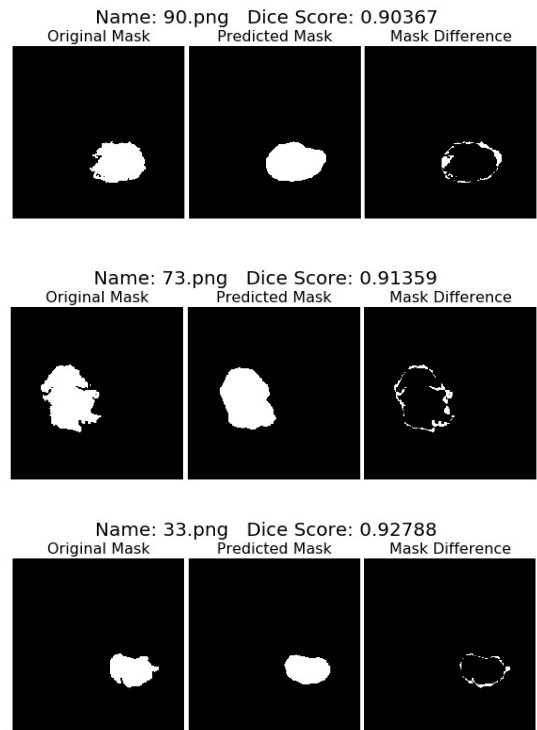 Name: 90.png   Dice Score: 0.90367
Original Mask   Predicted Mask   Mask Difference
Name: 73.png   Dice Score: 0.91359
Original Mask   Predicted Mask   Mask Difference
Name: 33.png   Dice Score: 0.92788
Original Mask   Predicted Mask   Mask Difference